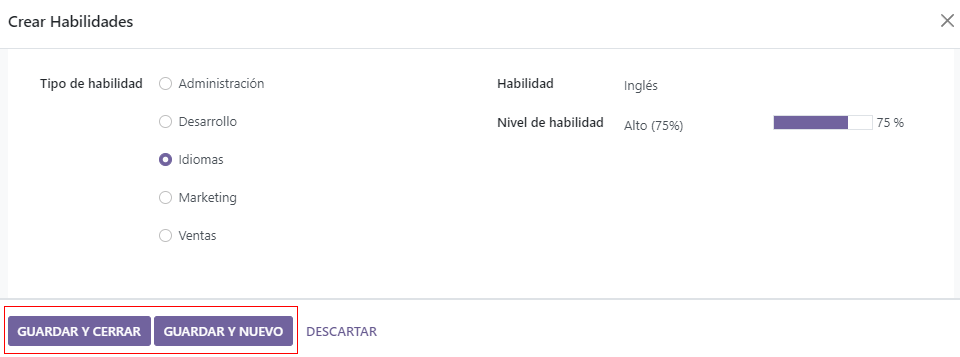 Crear Habilidades
Tipo de habilidad
Administración
Desarrollo
Idiomas
Marketing
Ventas
Habilidad Inglés
Nivel de habilidad Alto (75%) 75 %
GUARDAR Y CERRAR GUARDAR Y NUEVO DESCARTAR